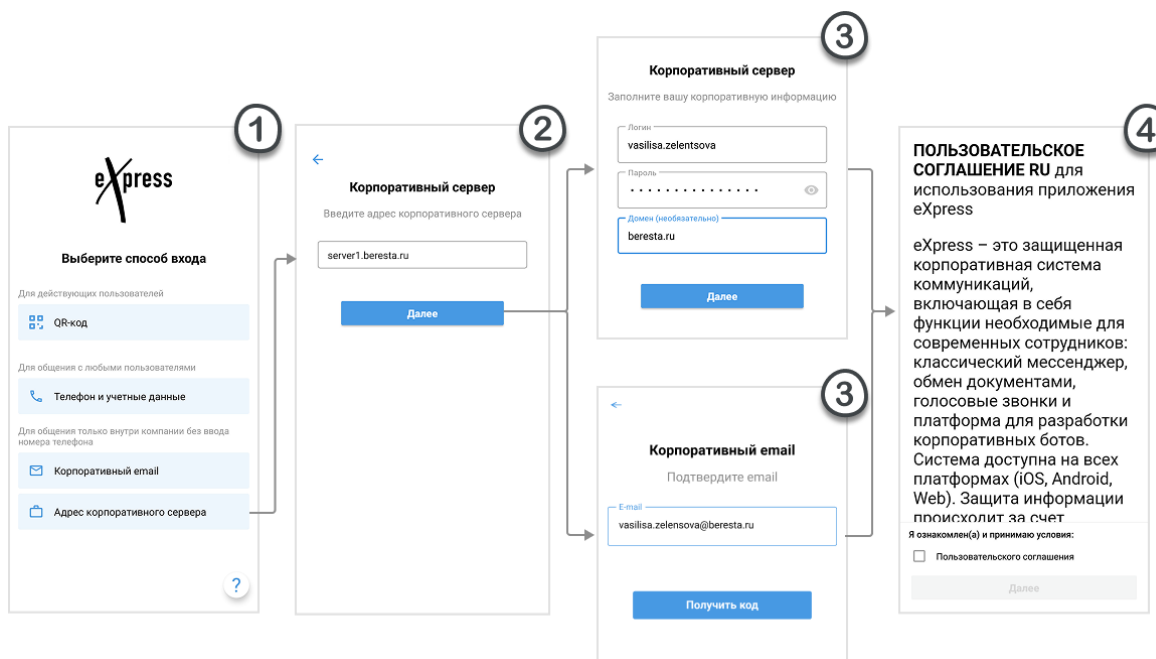 1
eXpress
Выберите способ входа
Для действующих пользователей
QR-код
Для общения с любыми пользователями
Телефон и учетные данные
Для общения только внутри компании без ввода
номера телефона
Корпоративный email
Адрес корпоративного сервера
?
2
Корпоративный сервер
Введите адрес корпоративного сервера
server1.beresta.ru
Далее
3
Корпоративный сервер
Заполните вашу корпоративную информацию
Логин
vasilisa.zelentsova
Пароль
Домен (необязательно)
beresta.ru
Далее
3
Корпоративный email
Подтвердите email
E-mail
vasilisa.zelensova@beresta.ru
Получить код
4
ПОЛЬЗОВАТЕЛЬСКОЕ
СОГЛАШЕНИЕ RU для
использования приложения
eXpress
eXpress – это защищенная
корпоративная система
коммуникаций,
включающая в себя
функции необходимые для
современных сотрудников:
классический мессенджер,
обмен документами,
голосовые звонки и
платформа для разработки
корпоративных ботов.
Система доступна на всех
платформах (iOS, Android,
Web). Защита информации
происходит за счет
Я ознакомлен(а) и принимаю условия:
Пользовательского соглашения
Далее